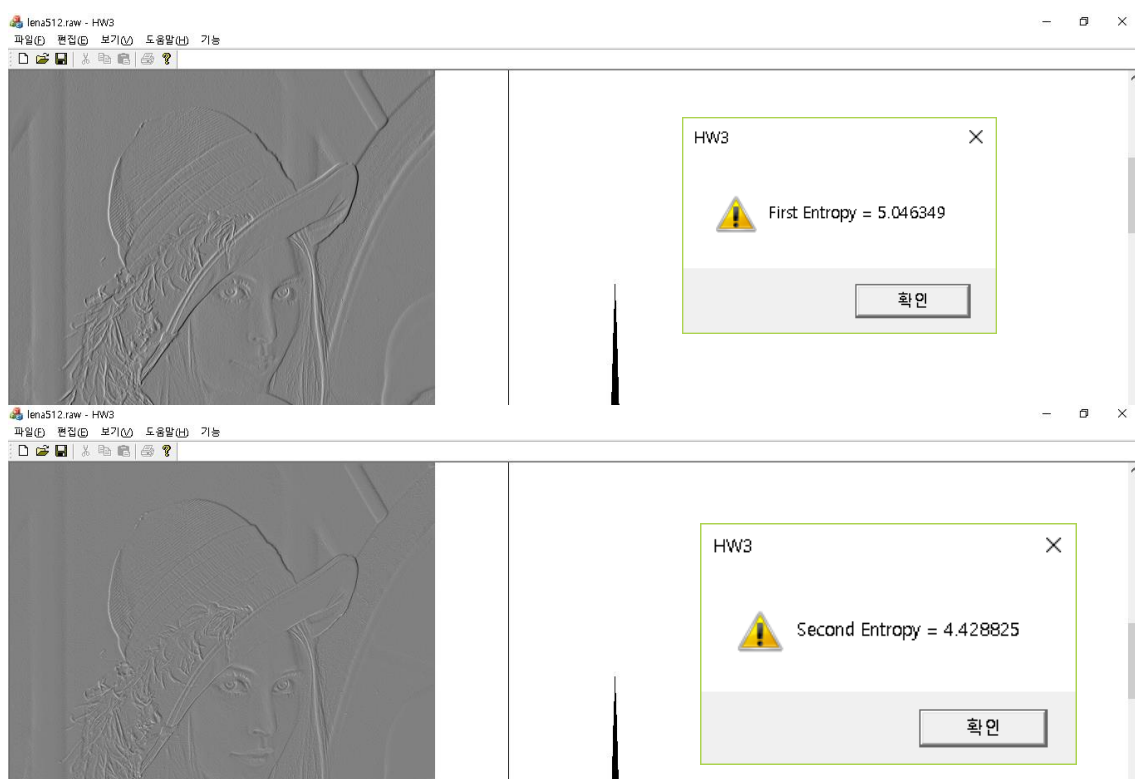 lena512.raw - HW3
파일(F) 편집(E) 보기(V) 도움말(H) 기능
HW3
First Entropy = 5.046349
확인
lena512.raw - HW3
파일(F) 편집(E) 보기(V) 도움말(H) 기능
HW3
Second Entropy = 4.428825
확인